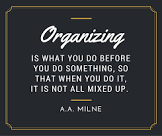 Organizing
IS WHAT YOU DO BEFORE
YOU DO SOMETHING, SO
THAT WHEN YOU DO IT,
IT IS NOT ALL MIXED UP.
A.A. MILNE